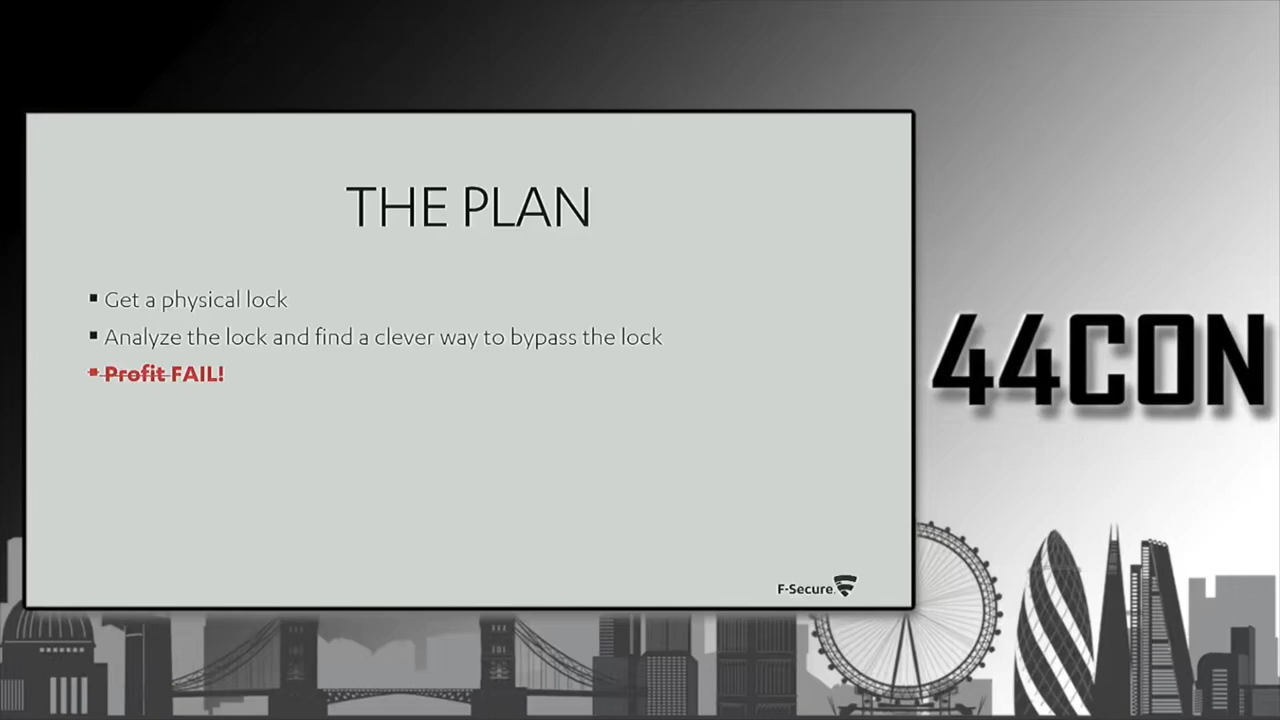 THE PLAN
Get a physical lock
Analyze the lock and find a clever way to bypass the lock
Profit FAIL!
F-Secure.
44CON